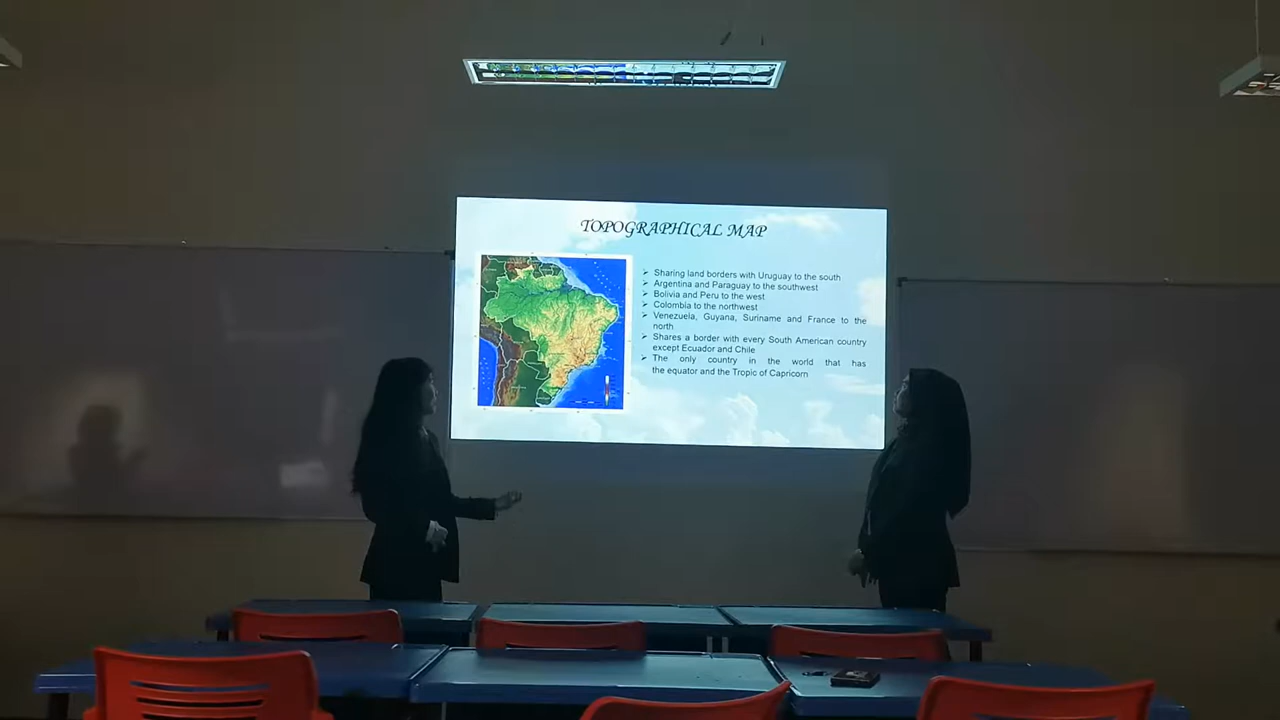 TOPOGRAPHICAL MAP
Sharing land borders with Uruguay to the south
Argentina and Paraguay to the southwest
Bolivia and Peru to the west
Colombia to the northwest
Venezuela, Guyana, Suriname and France to the
north
Shares a border with every South American country
except Ecuador and Chile
The only country in the world that has
the equator and the Tropic of Capricorn